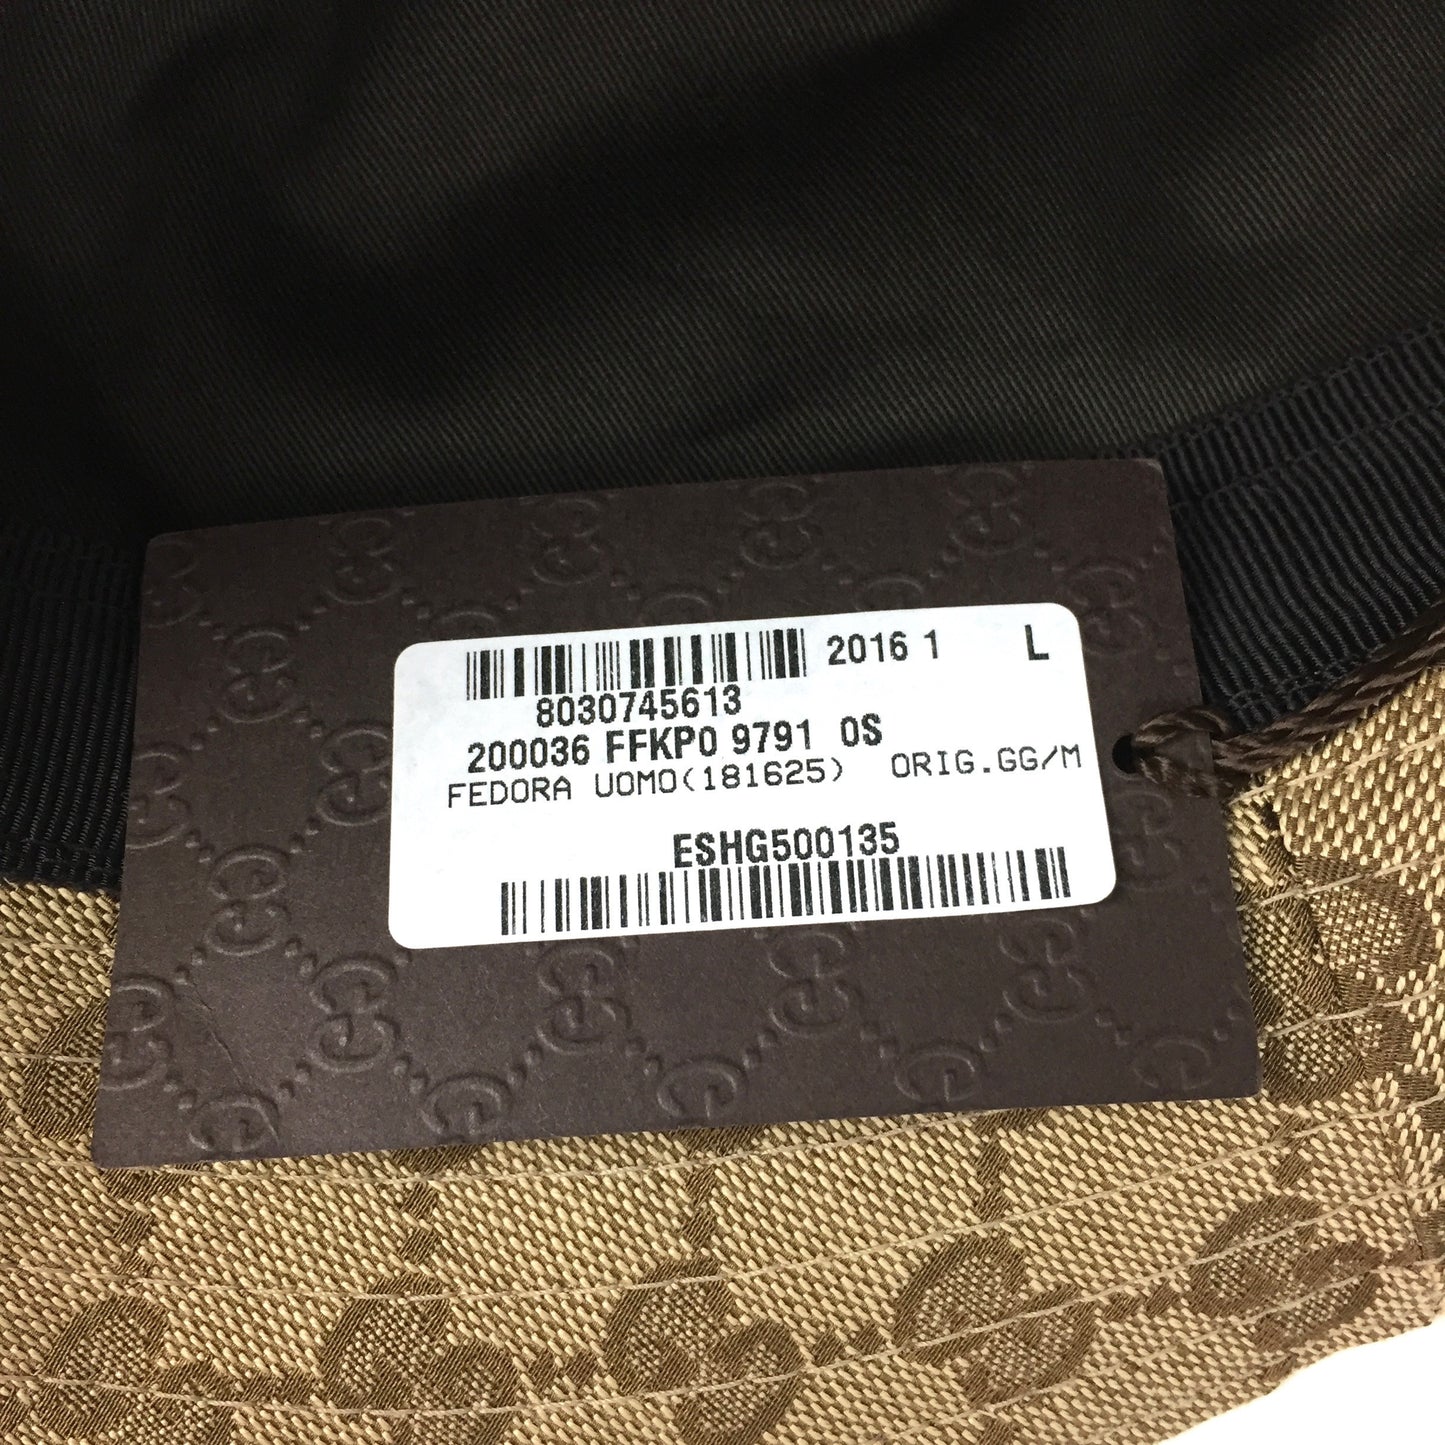 2016 1 L
8030745613
200036 FFKP0 9791 0S
FEDORA UOMO(181625) ORIG.GG/M
ESHG500135